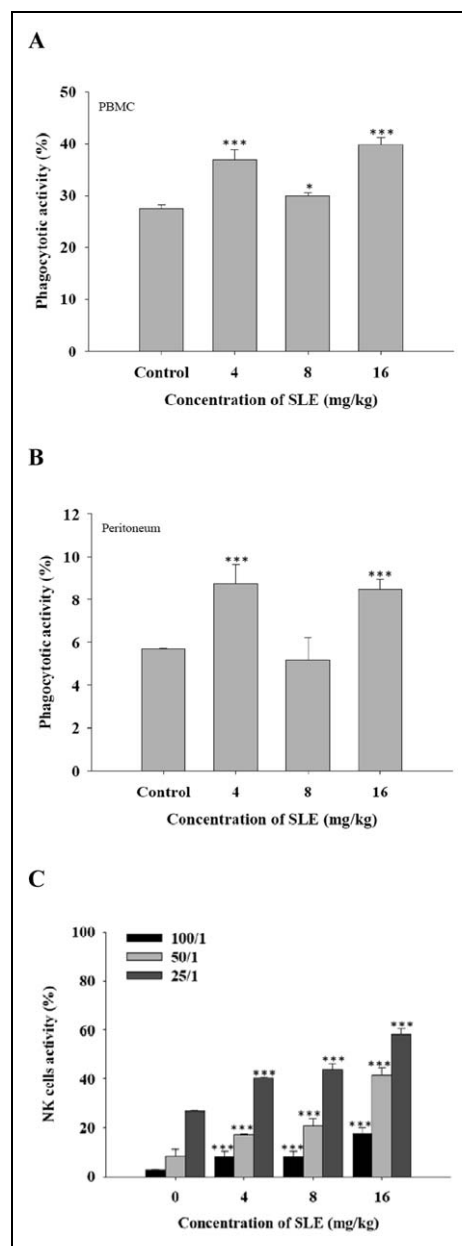 A
50
40
30
20
10
0
Phagocytotic activity (%)
PBMC
***
*
***
Control 4 8 16
Concentration of SLE (mg/kg)
B
12
10
8
6
4
2
0
Phagocytotic activity (%)
Peritoneum
***
***
Control 4 8 16
Concentration of SLE (mg/kg)
C
100
80
60
40
20
0
NK cells activity (%)
100/1
50/1
25/1
*** *** ***
*** *** ***
*** *** ***
0 4 8 16
Concentration of SLE (mg/kg)